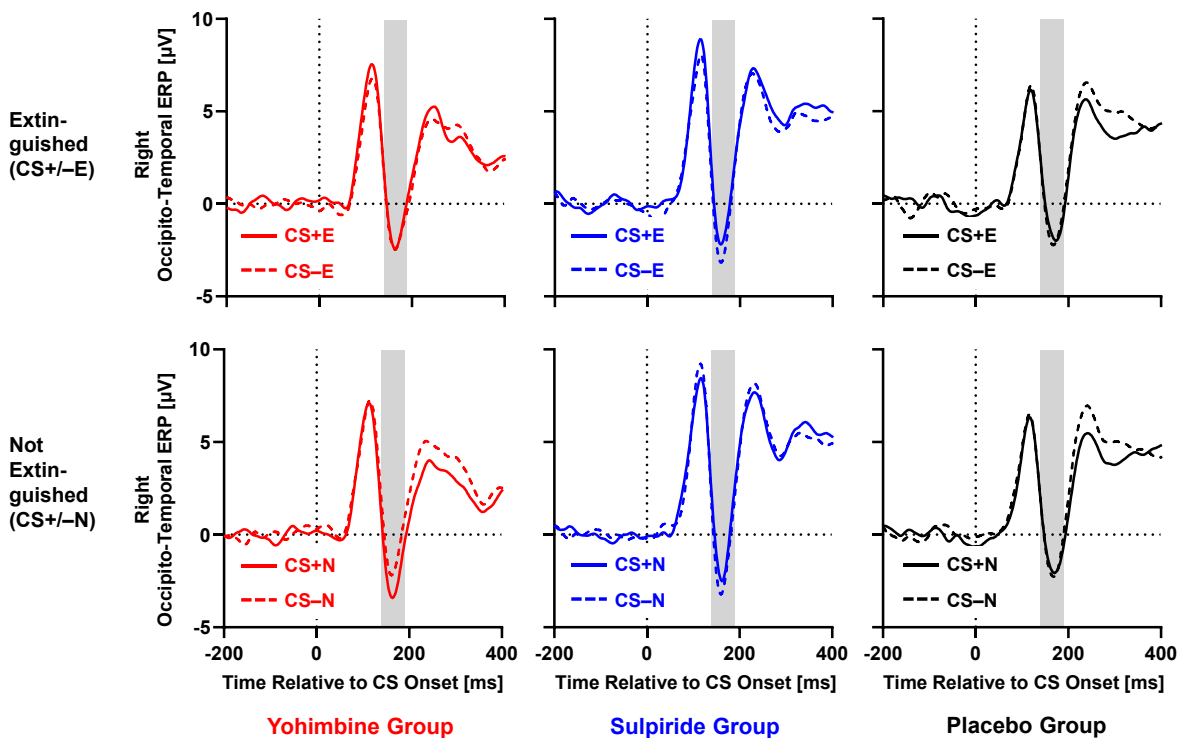 Extin-
guished
(CS+/–E)
Right
Occipito-Temporal ERP [µV]
10
5
0
-5
CS+E
CS–E
CS+E
CS–E
CS+E
CS–E
Not
Extin-
guished
(CS+/–N)
Right
Occipito-Temporal ERP [µV]
10
5
0
-5
CS+N
CS–N
CS+N
CS–N
CS+N
CS–N
-200 0 200 400
-200 0 200 400
-200 0 200 400
Time Relative to CS Onset [ms]
Time Relative to CS Onset [ms]
Time Relative to CS Onset [ms]
Yohimbine Group
Sulpiride Group
Placebo Group